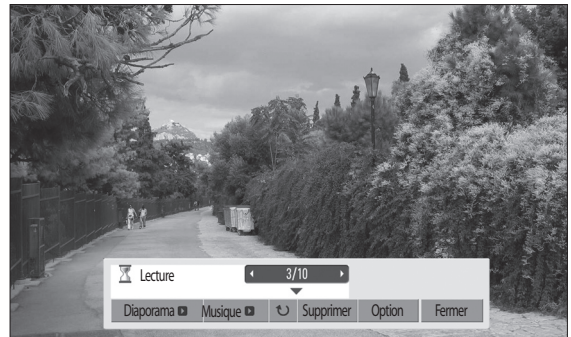 Lecture
3/10
Diaporama
Musique
Supprimer
Option
Fermer